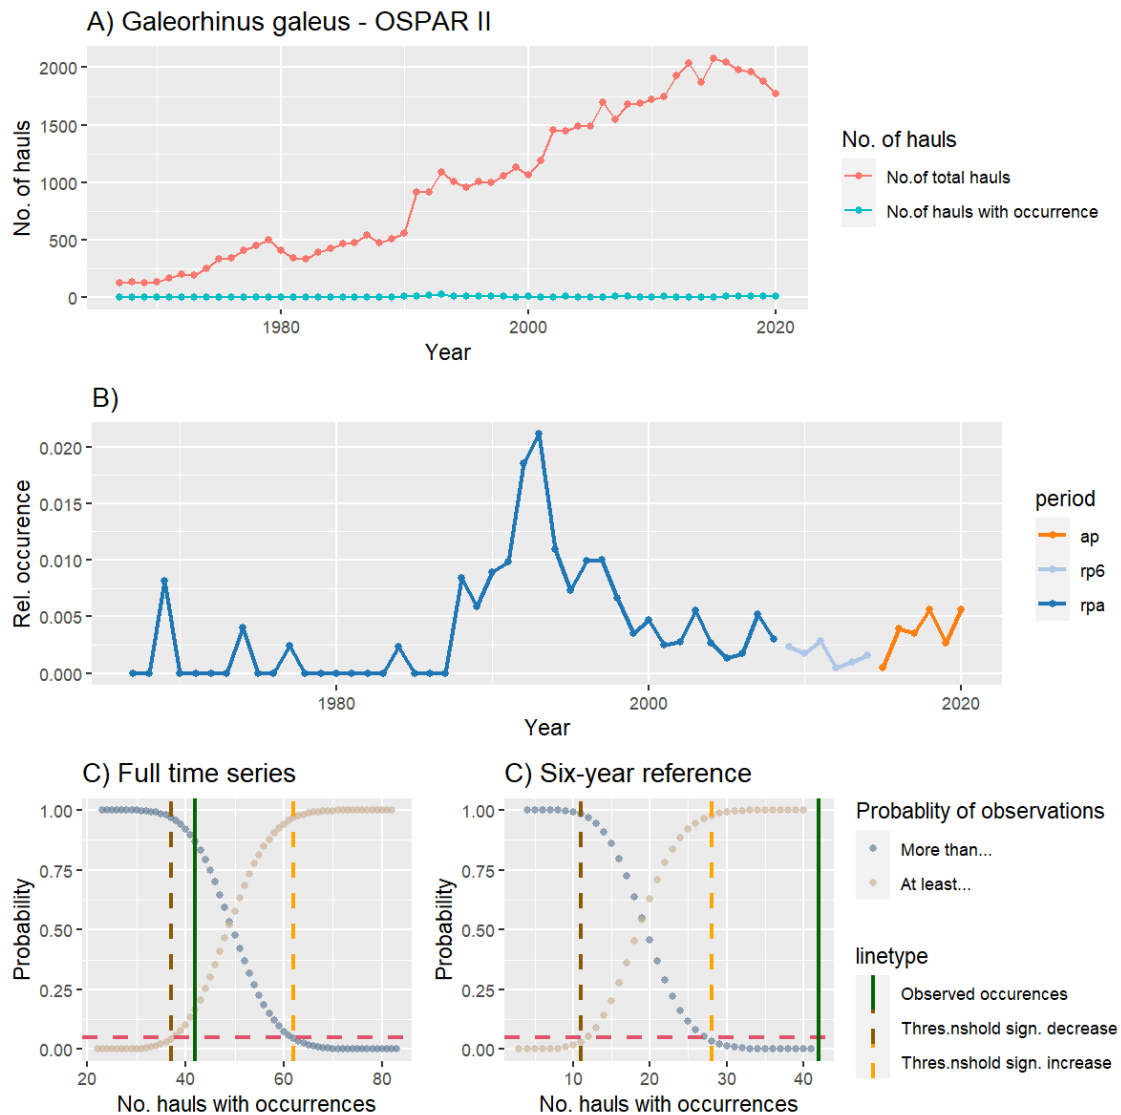 A) Galeorhinus galeus - OSPAR II
No. of hauls
2000
1500
1000
500
0
1980
2000
2020
Year
No. of hauls
No.of total hauls
No.of hauls with occurrence
B)
Rel. occurence
0.020
0.015
0.010
0.005
0.000
1980
2000
2020
Year
period
ap
rp6
rpa
C) Full time series
Probability
1.00
0.75
0.50
0.25
0.00
20
40
60
80
No. hauls with occurrences
C) Six-year reference
Probability
1.00
0.75
0.50
0.25
0.00
10
20
30
40
No. hauls with occurrences
Probablity of observations
More than...
At least...
linetype
Observed occurences
Thres.nshold sign. decrease
Thres.nshold sign. increase